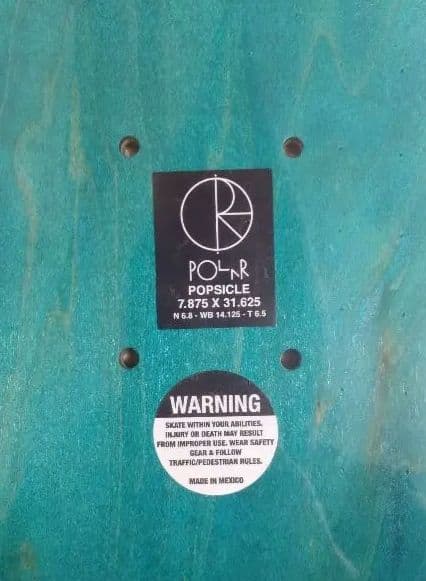 POLAR
POPSICLE
7.875 X 31.625
N 6.8 - WB 14.125 - T 6.5
WARNING
SKATE WITHIN YOUR ABILITIES.
INJURY OR DEATH MAY RESULT
FROM IMPROPER USE. WEAR SAFETY
GEAR & FOLLOW
TRAFFIC/PEDESTRIAN RULES.
MADE IN MEXICO